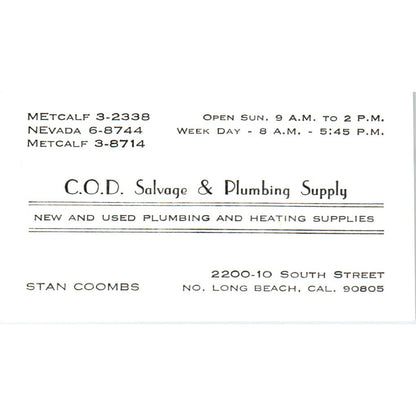 METCALF 3-2338
NEVADA 6-8744
METCALF 3-8714
OPEN SUN. 9 A.M. TO 2 P.M.
WEEK DAY - 8 A.M. - 5:45 P.M.
C.O.D. Salvage & Plumbing Supply
NEW AND USED PLUMBING AND HEATING SUPPLIES
STAN COOMBS
2200-10 SOUTH STREET
NO. LONG BEACH, CAL. 90805